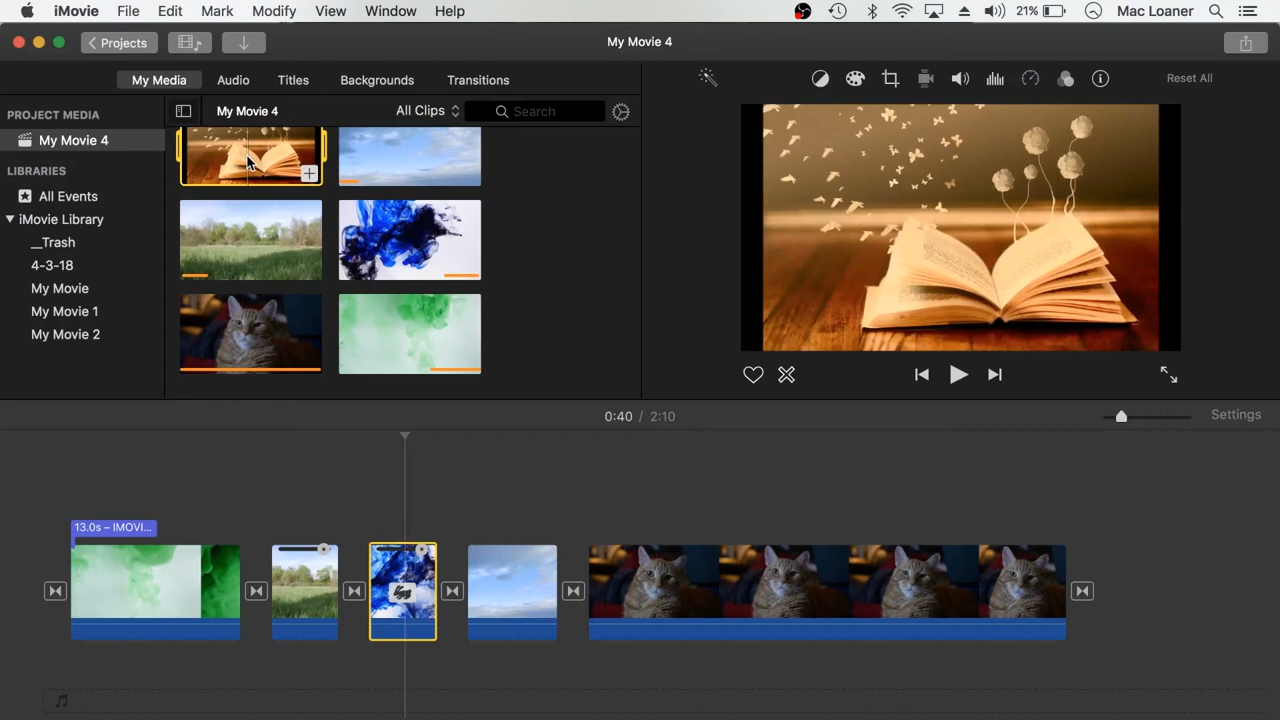 iMovie File Edit Mark Modify View Window Help 21% Mac Loaner
Projects My Movie 4
My Media Audio Titles Backgrounds Transitions Reset All
PROJECT MEDIA My Movie 4 All Clips Search
My Movie 4
LIBRARIES
All Events
iMovie Library
__Trash
4-3-18
My Movie
My Movie 1
My Movie 2
0:40 / 2:10 Settings
13.0s – IMOVI...